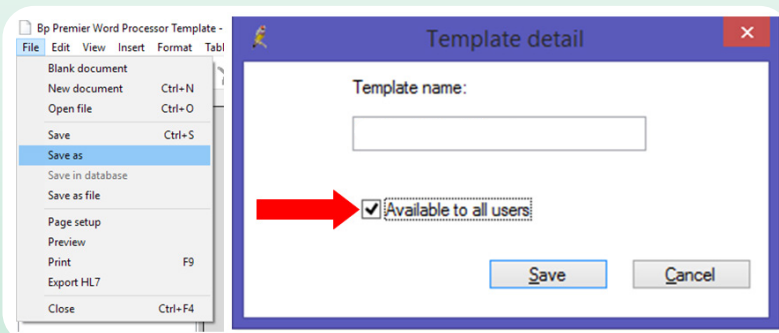 Bp Premier Word Processor Template -
File Edit View Insert Format Tabl
Blank document
New document Ctrl+N
Open file Ctrl+O
Save Ctrl+S
Save as
Save in database
Save as file
Page setup
Preview
Print F9
Export HL7
Close Ctrl+F4
Template detail
Template name:
Available to all users
Save Cancel